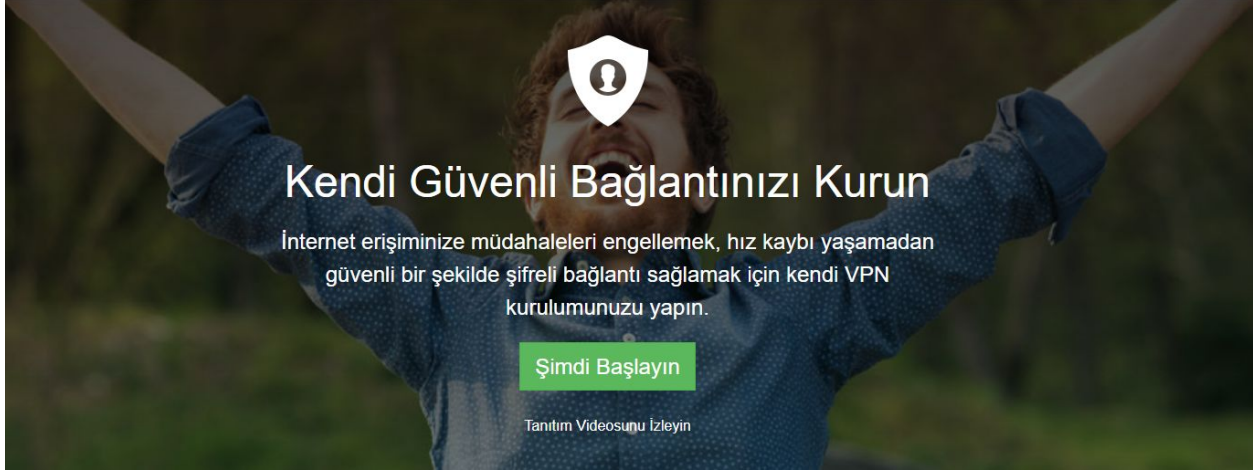 Kendi Güvenli Bağlantınızı Kurun
İnternet erişiminize müdahaleleri engellemek, hız kaybı yaşamadan
güvenli bir şekilde şifreli bağlantı sağlamak için kendi VPN
kurulumunuzu yapın.
Şimdi Başlayın
Tanıtım Videosunu İzleyin